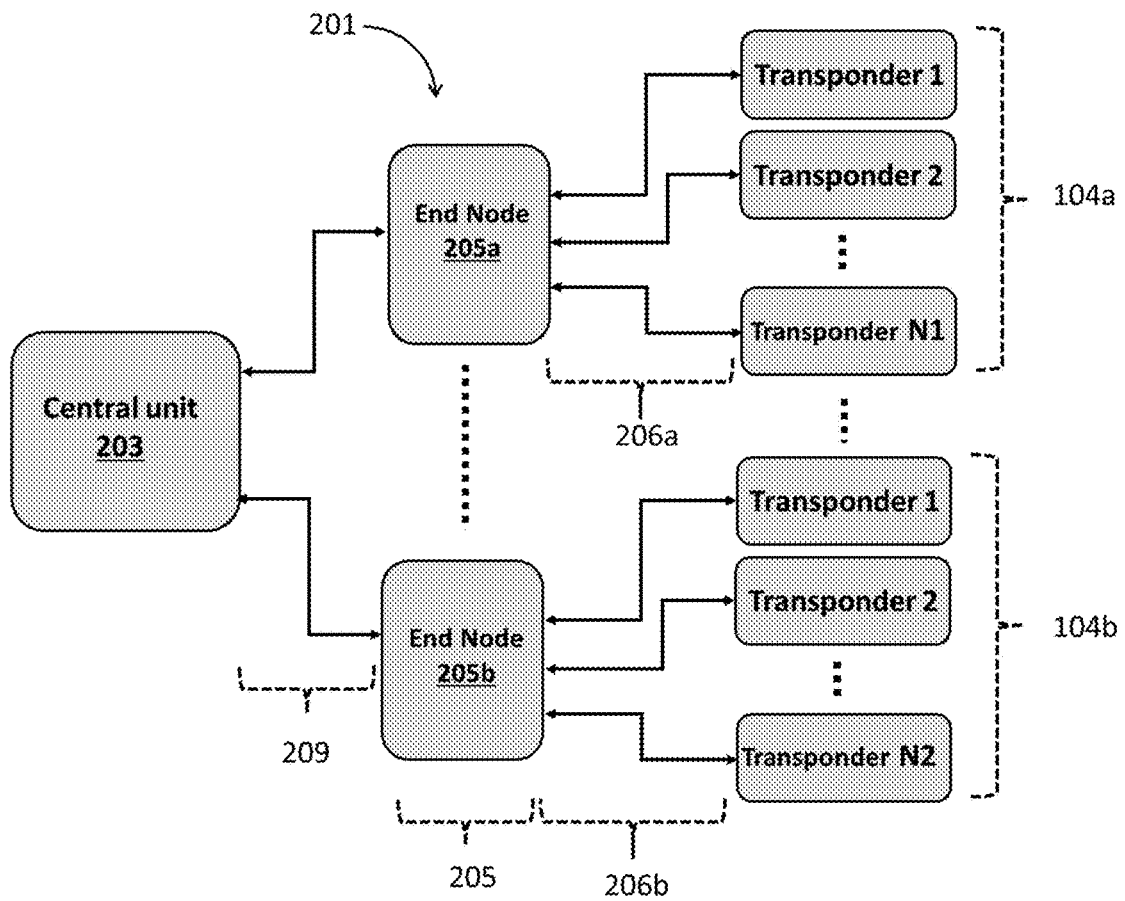 201
Transponder 1
Transponder 2
Transponder N1
104a
End Node
205a
206a
Central unit
203
Transponder 1
Transponder 2
Transponder N2
104b
End Node
205b
209
205
206b